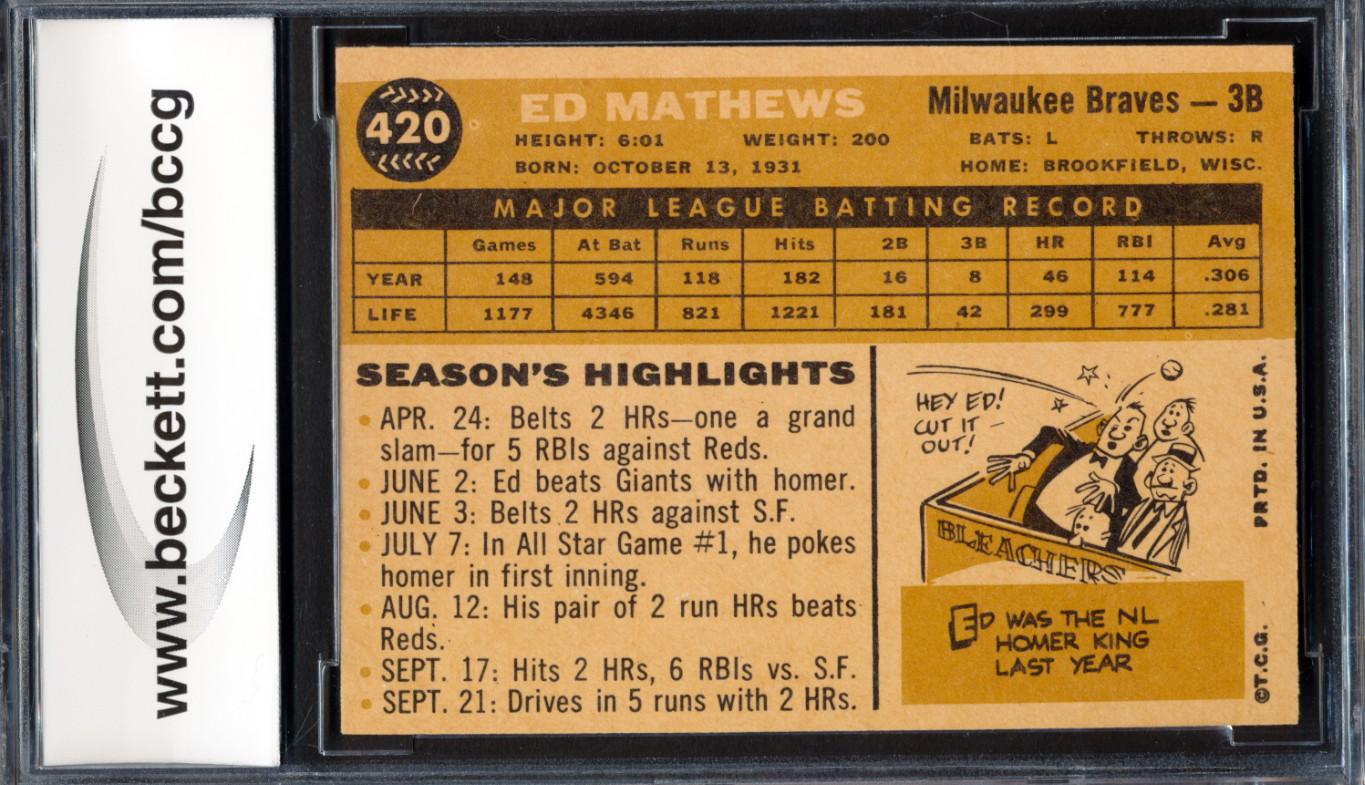 www.beckett.com/bccg
420
ED MATHEWS
Milwaukee Braves — 3B
HEIGHT: 6:01 WEIGHT: 200 BATS: L THROWS: R
BORN: OCTOBER 13, 1931 HOME: BROOKFIELD, WISC.
MAJOR LEAGUE BATTING RECORD
Games At Bat Runs Hits 2B 3B HR RBI Avg
YEAR 148 594 118 182 16 8 46 114 .306
LIFE 1177 4346 821 1221 181 42 299 777 .281
SEASON'S HIGHLIGHTS
• APR. 24: Belts 2 HRs—one a grand
slam—for 5 RBIs against Reds.
• JUNE 2: Ed beats Giants with homer.
• JUNE 3: Belts 2 HRs against S.F.
• JULY 7: In All Star Game #1, he pokes
homer in first inning.
• AUG. 12: His pair of 2 run HRs beats
Reds.
• SEPT. 17: Hits 2 HRs, 6 RBIs vs. S.F.
• SEPT. 21: Drives in 5 runs with 2 HRs.
HEY ED!
CUT IT —
OUT!
BLEACHERS
ED WAS THE NL
HOMER KING
LAST YEAR
©T.C.G. PRTD. IN U.S.A.